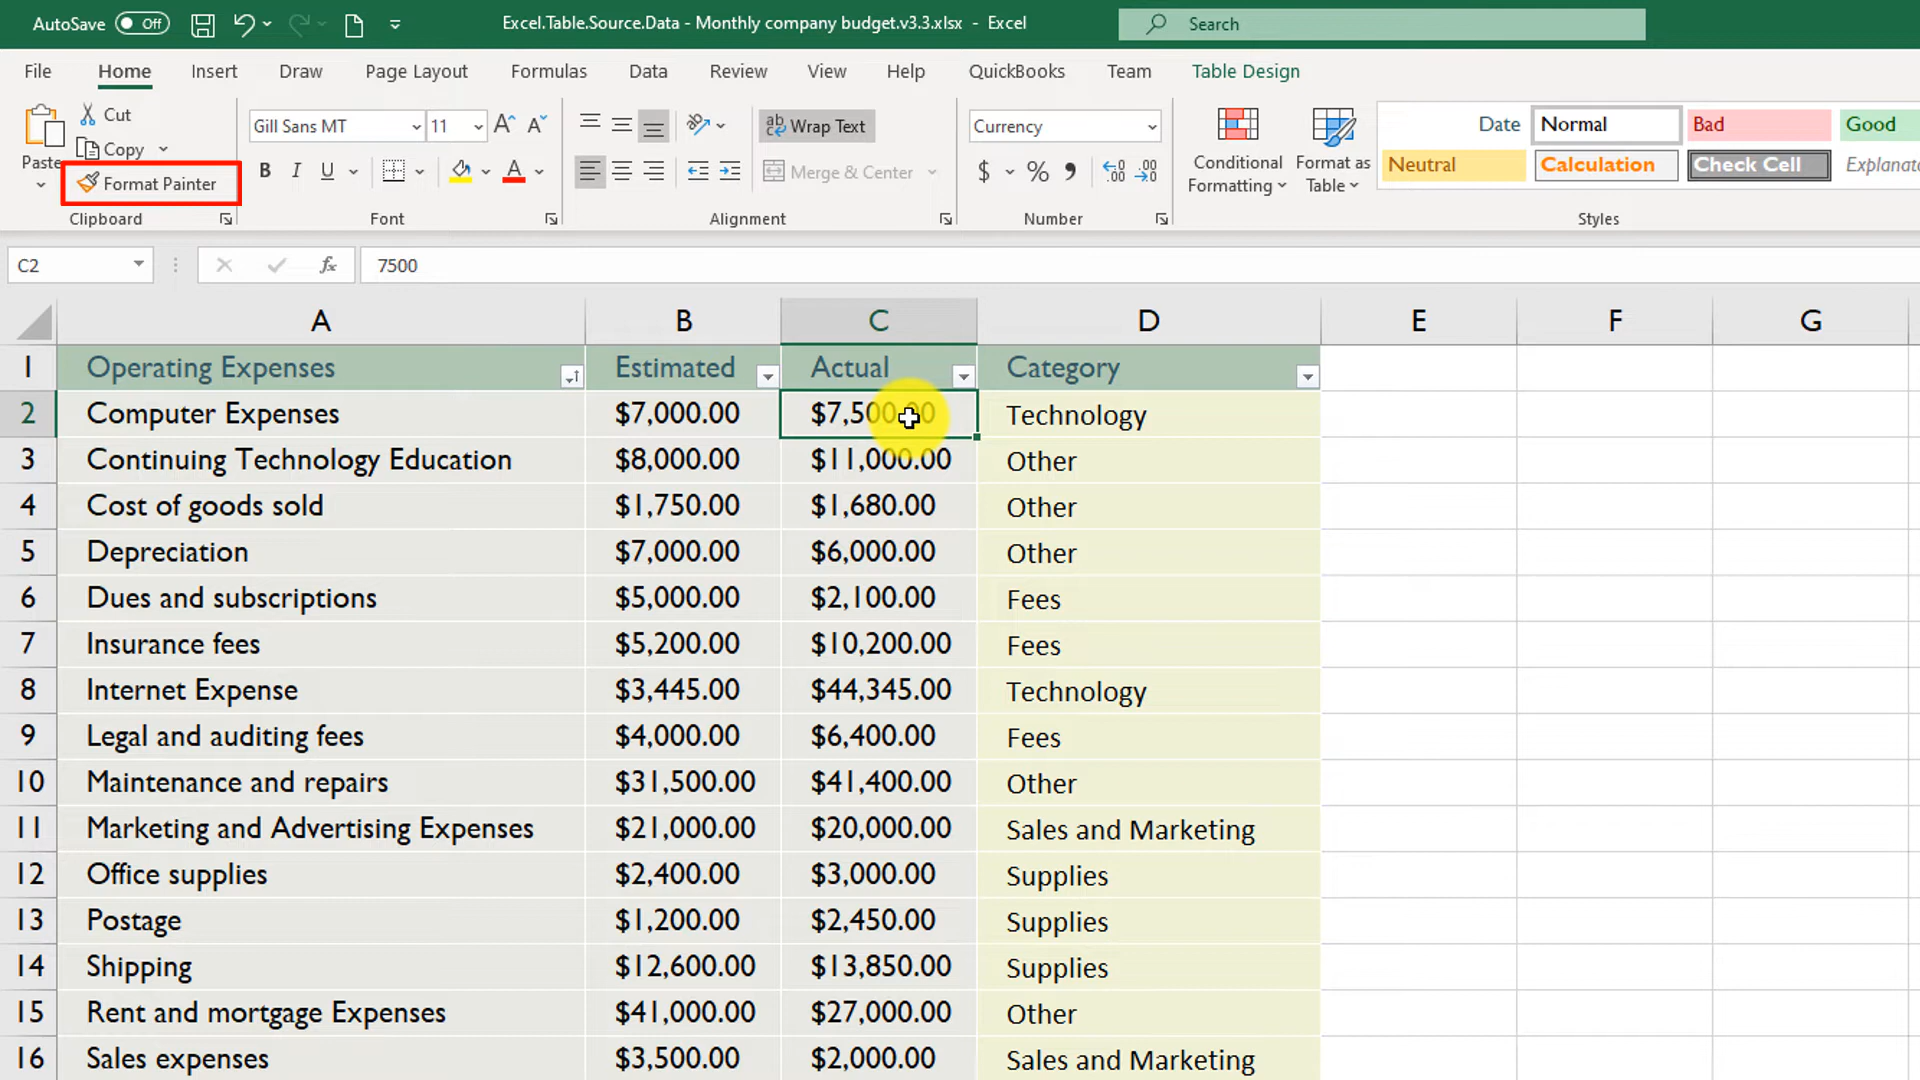 AutoSave Off Excel.Table.Source.Data - Monthly company budget.v3.3.xlsx - Excel Search
File Home Insert Draw Page Layout Formulas Data Review View Help QuickBooks Team Table Design
Paste Cut
Copy
Format Painter
Clipboard
Gill Sans MT 11 A A
B I U A
Font
ab Wrap Text
Merge & Center
Alignment
Currency
$ % , .00 .00
Number
Conditional Formatting
Format as Table
Date Normal Bad Good
Neutral Calculation Check Cell Explana
Styles
C2 fx 7500
A B C D E F G
1 Operating Expenses Estimated Actual Category
2 Computer Expenses $7,000.00 $7,500.00 Technology
3 Continuing Technology Education $8,000.00 $11,000.00 Other
4 Cost of goods sold $1,750.00 $1,680.00 Other
5 Depreciation $7,000.00 $6,000.00 Other
6 Dues and subscriptions $5,000.00 $2,100.00 Fees
7 Insurance fees $5,200.00 $10,200.00 Fees
8 Internet Expense $3,445.00 $44,345.00 Technology
9 Legal and auditing fees $4,000.00 $6,400.00 Fees
10 Maintenance and repairs $31,500.00 $41,400.00 Other
11 Marketing and Advertising Expenses $21,000.00 $20,000.00 Sales and Marketing
12 Office supplies $2,400.00 $3,000.00 Supplies
13 Postage $1,200.00 $2,450.00 Supplies
14 Shipping $12,600.00 $13,850.00 Supplies
15 Rent and mortgage Expenses $41,000.00 $27,000.00 Other
16 Sales expenses $3,500.00 $2,000.00 Sales and Marketing